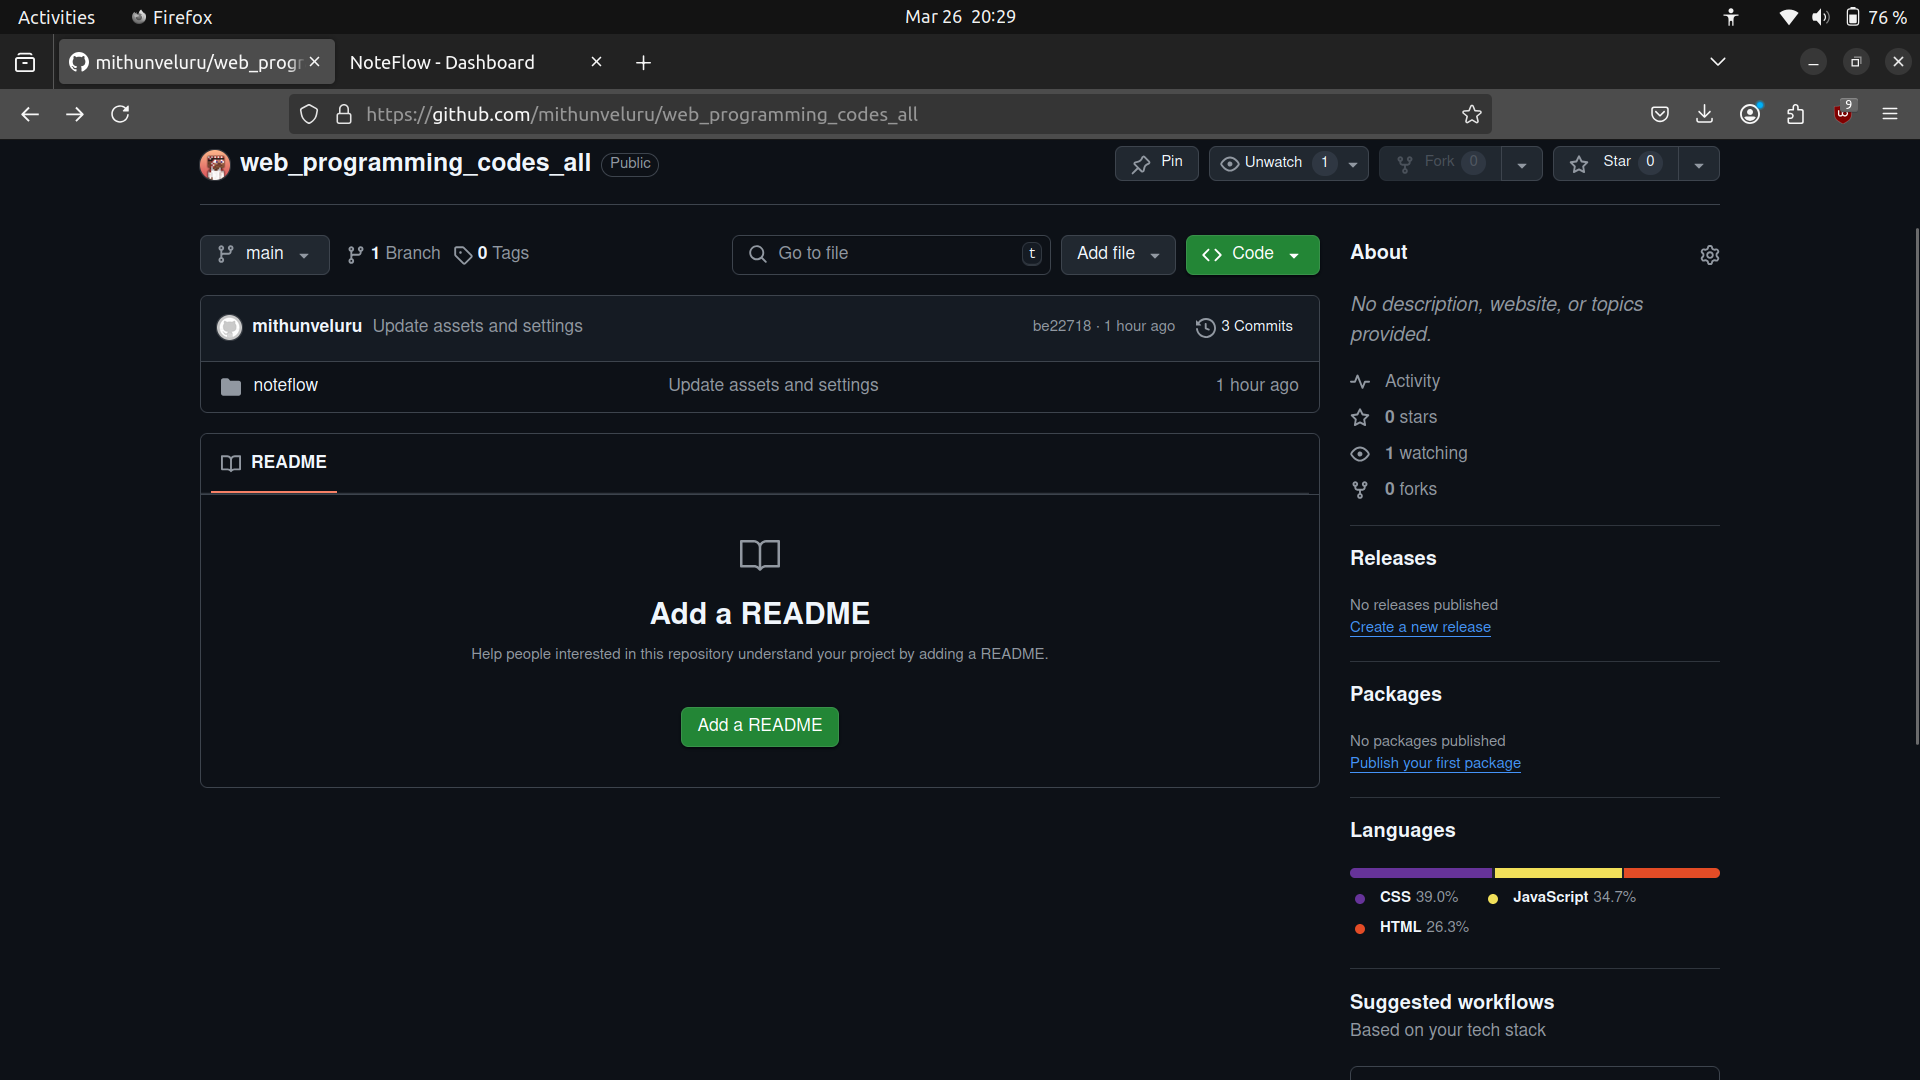 Activities Firefox Mar 26 20:29 76 %
mithunveluru/web_progr NoteFlow - Dashboard
https://github.com/mithunveluru/web_programming_codes_all 9
web_programming_codes_all Public Pin Unwatch 1 Fork 0 Star 0
main 1 Branch 0 Tags Go to file t Add file Code
mithunveluru Update assets and settings be22718 · 1 hour ago 3 Commits
noteflow Update assets and settings 1 hour ago
README
Add a README
Help people interested in this repository understand your project by adding a README.
Add a README
About
No description, website, or topics
provided.
Activity
0 stars
1 watching
0 forks
Releases
No releases published
Create a new release
Packages
No packages published
Publish your first package
Languages
CSS 39.0% JavaScript 34.7%
HTML 26.3%
Suggested workflows
Based on your tech stack